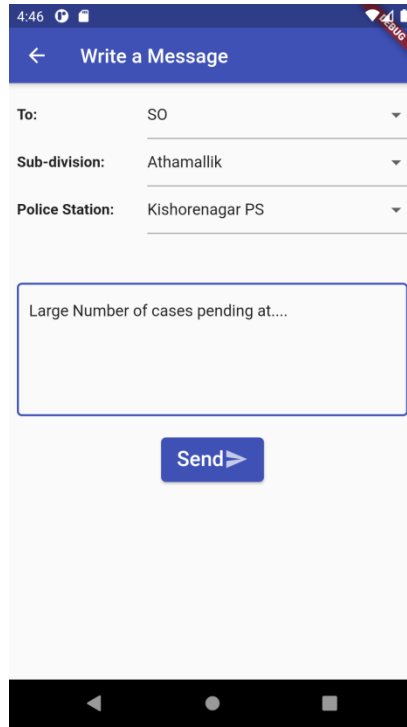 4:46
DEBUG
Write a Message
To: SO
Sub-division: Athamallik
Police Station: Kishorenagar PS
Large Number of cases pending at....
Send